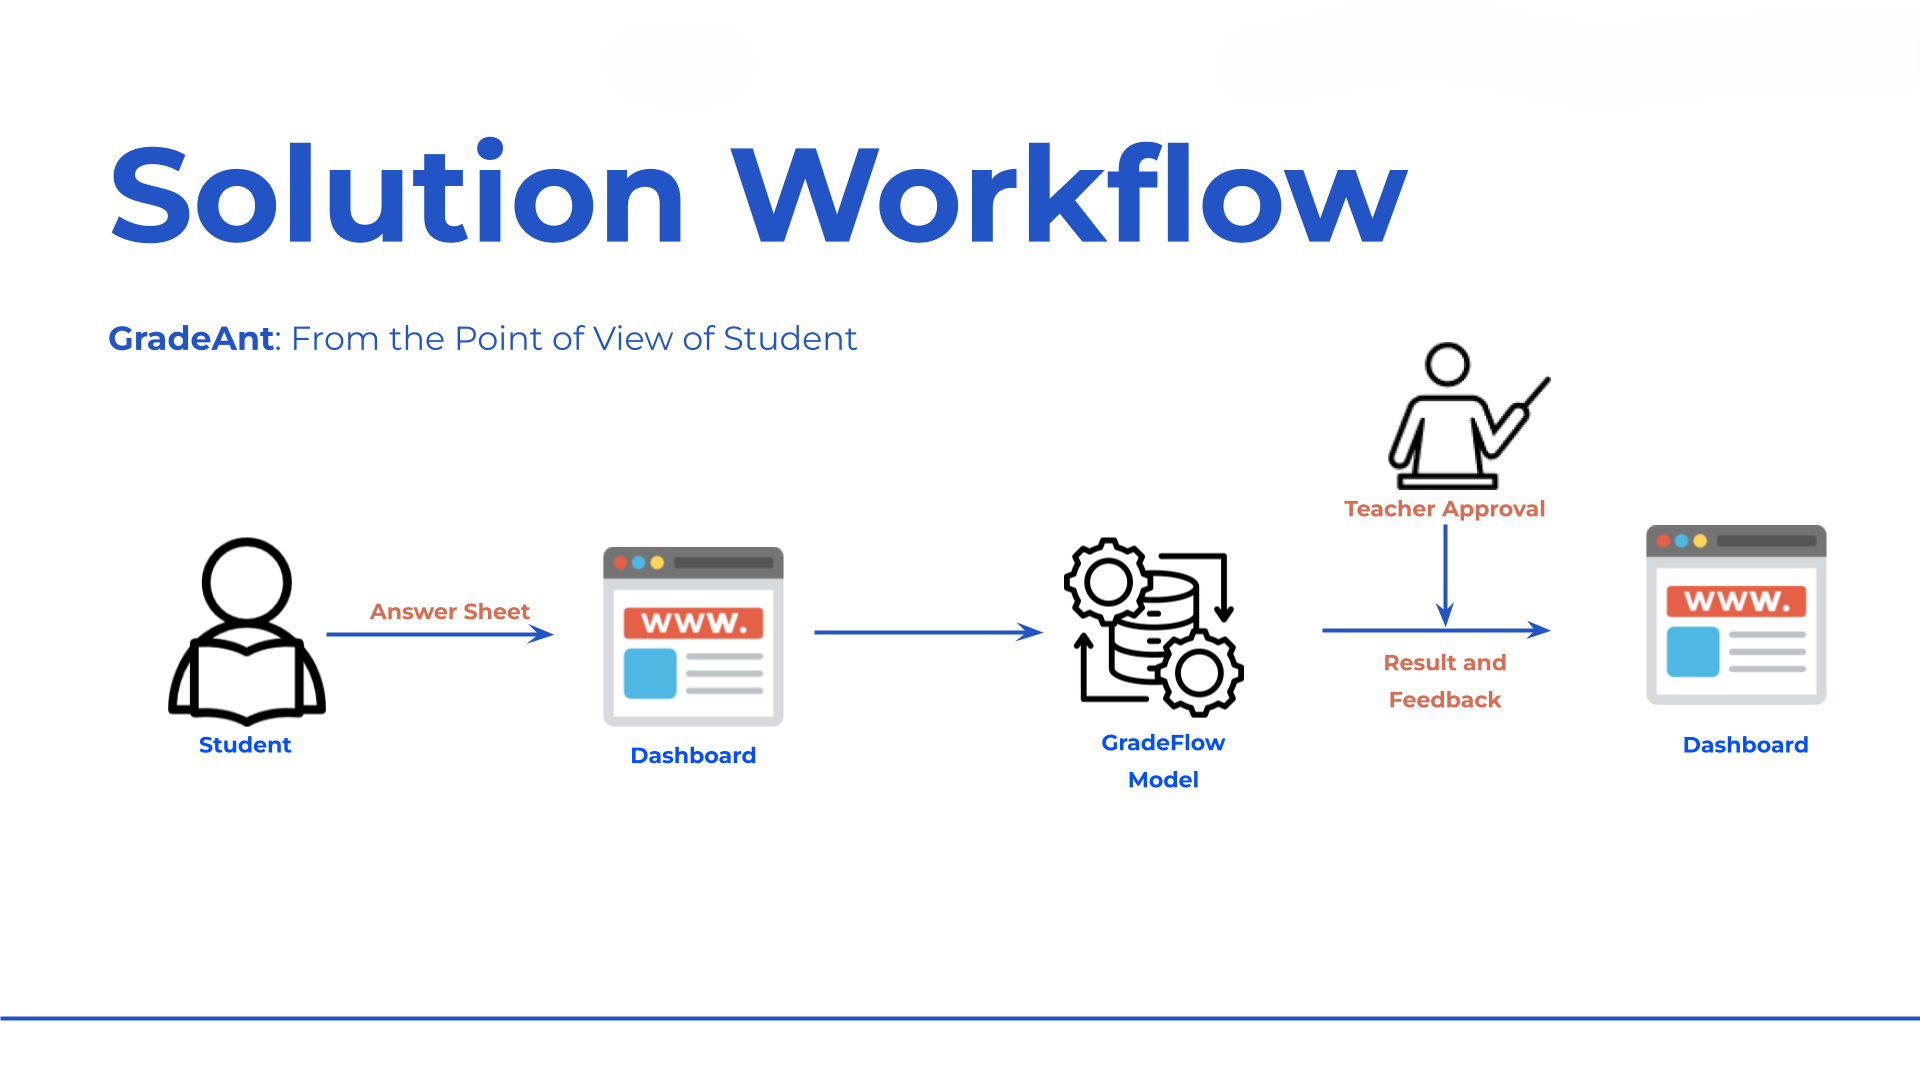 Solution Workflow
GradeAnt: From the Point of View of Student
Teacher Approval
Answer Sheet
www.
www.
Result and
Feedback
Student
Dashboard
GradeFlow
Model
Dashboard